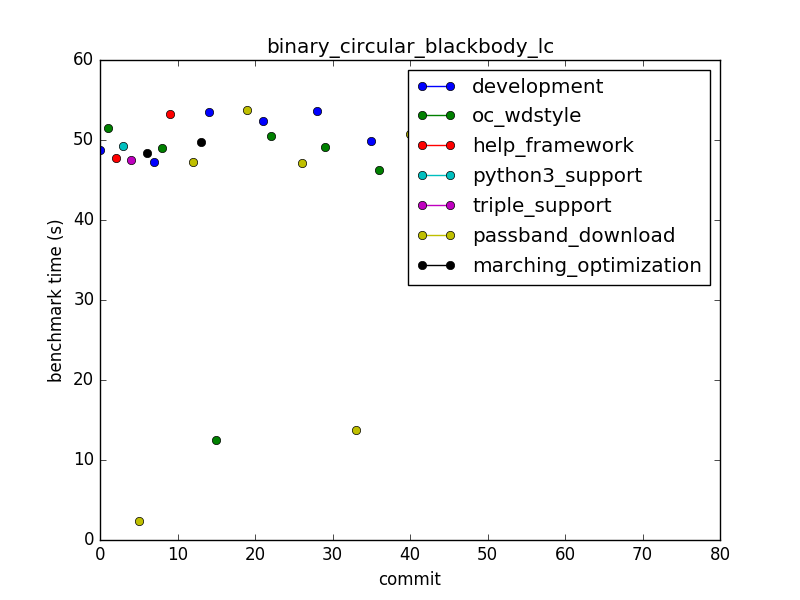 binary_circular_blackbody_lc
60
50
40
30
20
10
0
benchmark time (s)
development
oc_wdstyle
help_framework
python3_support
triple_support
passband_download
marching_optimization
0 10 20 30 40 50 60 70 80
commit